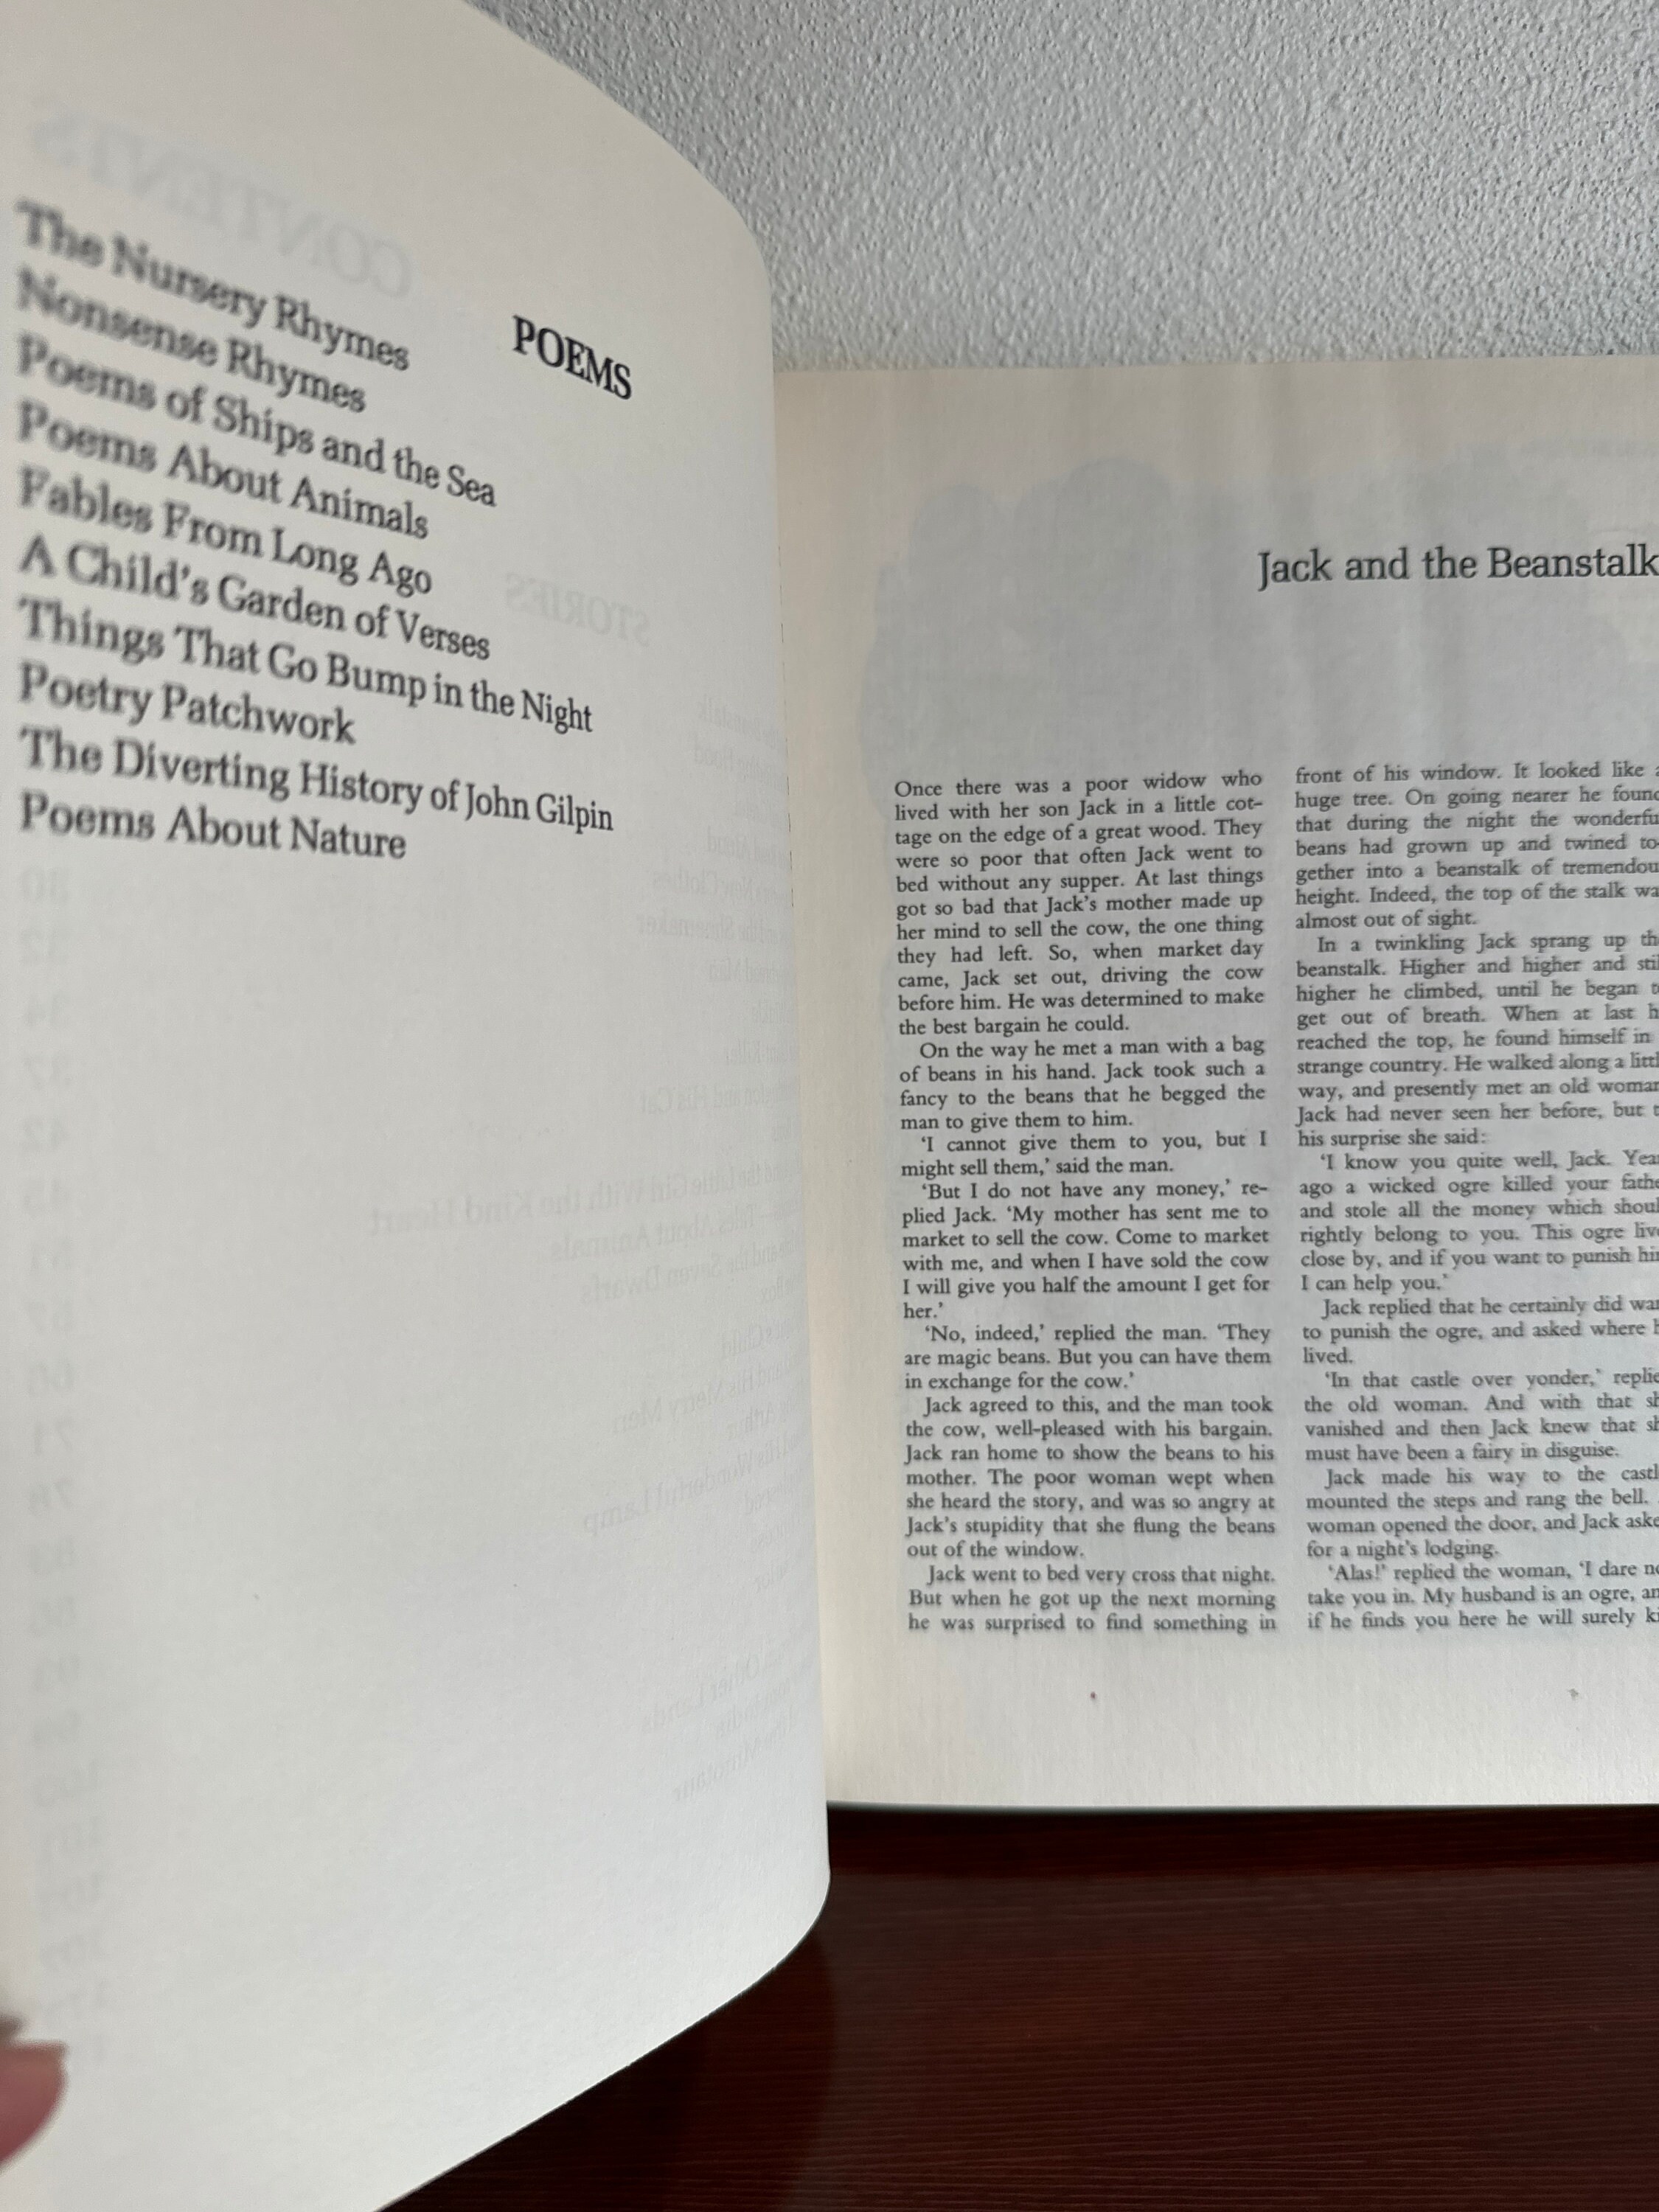 POEMS
The Nursery Rhymes
Nonsense Rhymes
Poems of Ships and the Sea
Poems About Animals
Fables From Long Ago
A Child's Garden of Verses
Things That Go Bump in the Night
Poetry Patchwork
The Diverting History of John Gilpin
Poems About Nature
Jack and the Beanstalk
Once there was a poor widow who
lived with her son Jack in a little cot-
tage on the edge of a great wood. They
were so poor that often Jack went to
bed without any supper. At last things
got so bad that Jack's mother made up
her mind to sell the cow, the one thing
they had left. So, when market day
came, Jack set out, driving the cow
before him. He was determined to make
the best bargain he could.
On the way he met a man with a bag
of beans in his hand. Jack took such a
fancy to the beans that he begged the
man to give them to him.
‘I cannot give them to you, but I
might sell them,’ said the man.
‘But I do not have any money,’ re-
plied Jack. ‘My mother has sent me to
market to sell the cow. Come to market
with me, and when I have sold the cow
I will give you half the amount I get for
her.’
‘No, indeed,’ replied the man. ‘They
are magic beans. But you can have them
in exchange for the cow.’
Jack agreed to this, and the man took
the cow, well-pleased with his bargain.
Jack ran home to show the beans to his
mother. The poor woman wept when
she heard the story, and was so angry at
Jack's stupidity that she flung the beans
out of the window.
Jack went to bed very cross that night.
But when he got up the next morning
he was surprised to find something in
front of his window. It looked like
huge tree. On going nearer he
that during the night the
beans had grown up and twined to-
gether into a beanstalk of
height. Indeed, the top of the stalk
almost out of sight.
In a twinkling Jack sprang up
beanstalk. Higher and higher and
higher he climbed, until he began
get out of breath. When at last
reached the top, he found himself in
strange country. He walked along a
way, and presently met an old
Jack had never seen her before, but
his surprise she said:
‘I know you quite well, Jack.
ago a wicked ogre killed your
and stole all the money which
rightly belong to you. This ogre
close by, and if you want to punish
I can help you.’
Jack replied that he certainly did
to punish the ogre, and asked where
lived.
‘In that castle over yonder,’
the old woman. And with that
vanished and then Jack knew that
must have been a fairy in disguise.
Jack made his way to the
mounted the steps and rang the bell.
woman opened the door, and Jack
for a night's lodging.
‘Alas!’ replied the woman, ‘I dare
take you in. My husband is an ogre,
if he finds you here he will surely